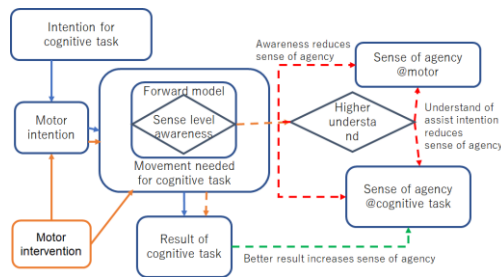 Intention for
cognitive task
Motor
intention
Motor
intervention
Forward model
Sense level
awareness
Movement needed
for cognitive task
Result of
cognitive task
Awareness reduces
sense of agency
Higher
understa
nd
Sense of agency
@motor
Understand of
assist intention
reduces
sense of agency
Sense of agency
@cognitive task
Better result increases sense of agency